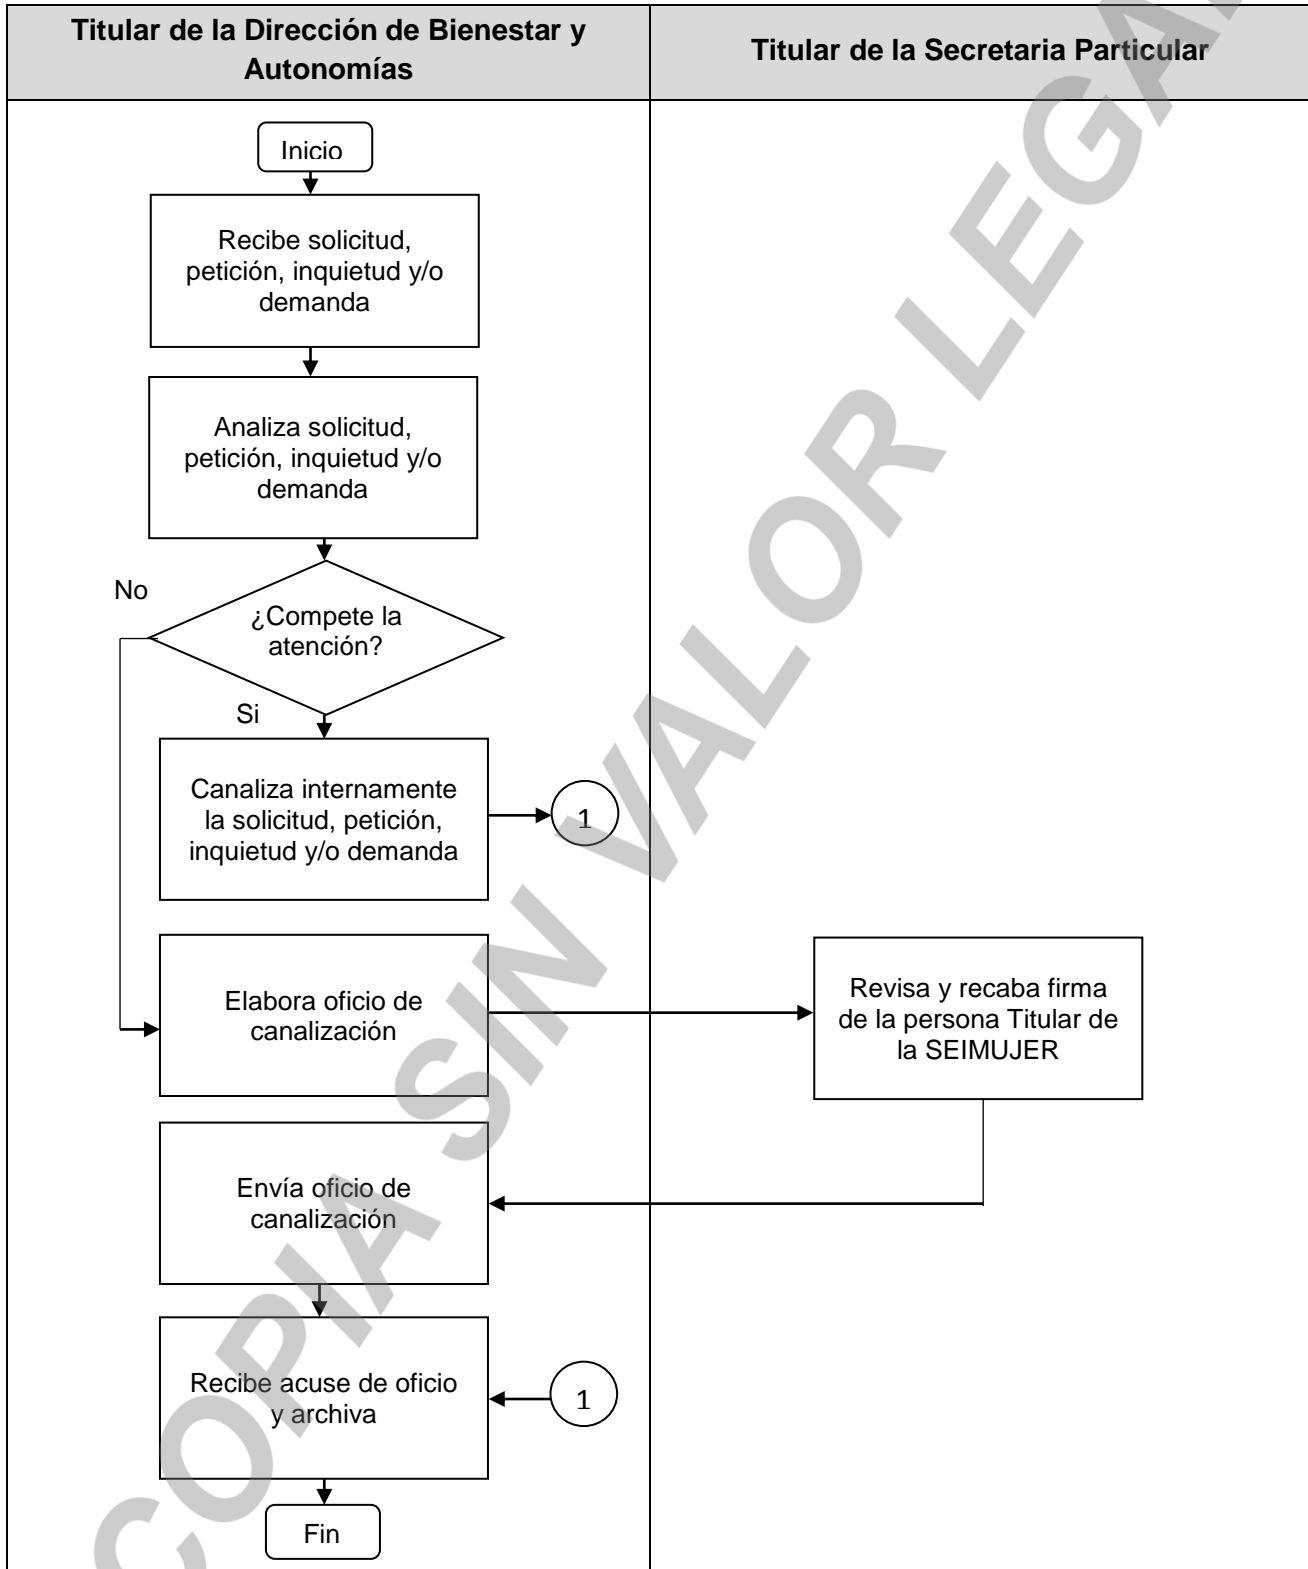 Titular de la Dirección de Bienestar y
Autonomías
Titular de la Secretaria Particular
Inicio
Recibe solicitud,
petición, inquietud y/o
demanda
Analiza solicitud,
petición, inquietud y/o
demanda
No
¿Compete la
atención?
Si
Canaliza internamente
la solicitud, petición,
inquietud y/o demanda
1
Elabora oficio de
canalización
Revisa y recaba firma
de la persona Titular de
la SEIMUJER
Envía oficio de
canalización
Recibe acuse de oficio
y archiva
1
Fin
COPIA SIN VALOR LEGAL